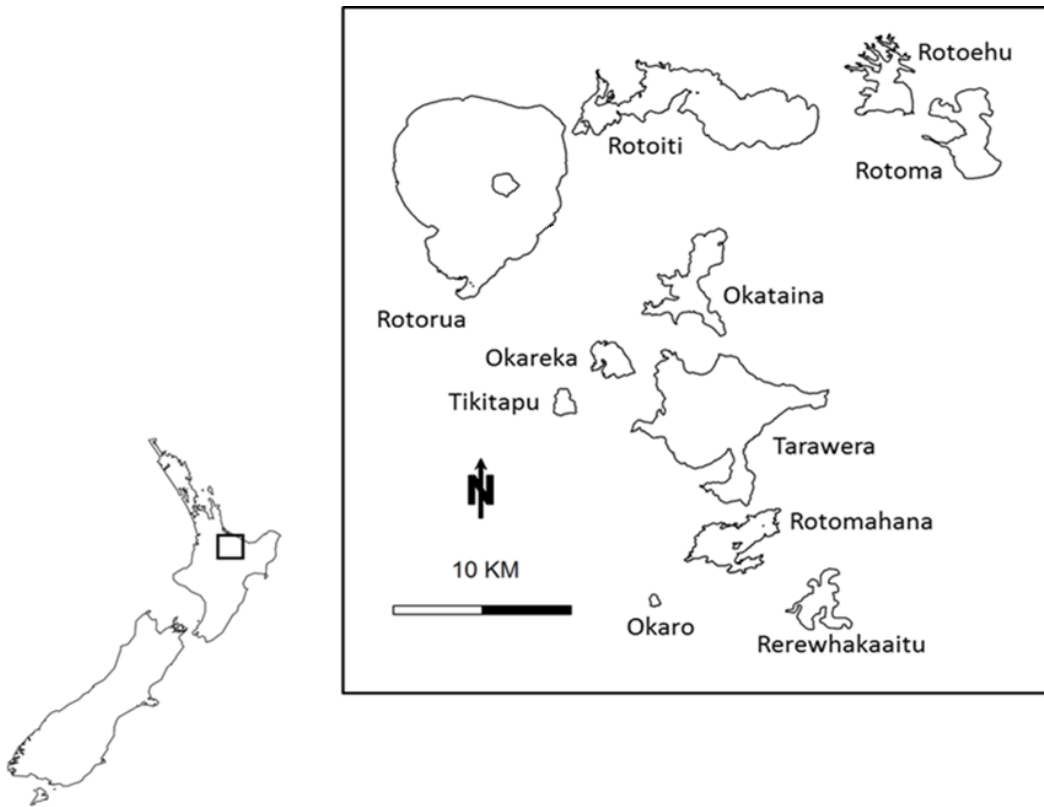 Rotoehu
Rotoiti
Rotoma
Okataina
Rotorua
Okareka
Tikitapu
Tarawera
N
Rotomahana
10 KM
Okaro
Rerewhakaaitu